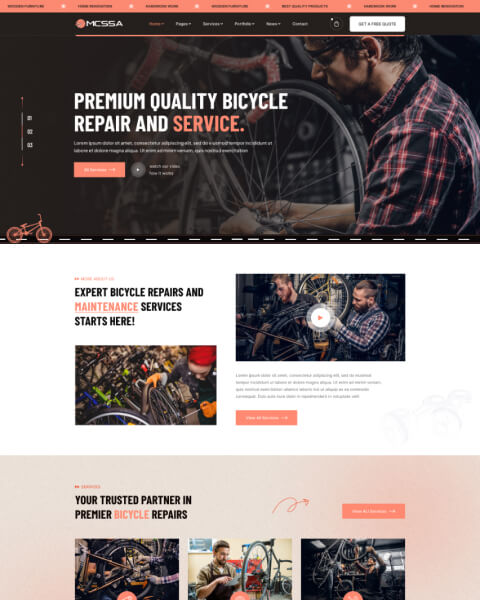 WOODEN FURNITURE HOME RENOVATION HARDWORK WORK WOODEN FURNITURE BEST QUALITY PRODUCTS HARDWORK WORK HOME RENOVATION
MCSSA Home Pages Services Portfolio News Contact GET A FREE QUOTE
PREMIUM QUALITY BICYCLE
REPAIR AND SERVICE.
01
02
03
Lorem ipsum dolor sit amet, consectetur adipiscing elit, sed do eiusmod tempor incididunt ut
labore et dolore magna aliqua. Ut enim ad minim veniam, quis nostrud exercitation
All Services
watch our video
how it works
MORE ABOUT US
EXPERT BICYCLE REPAIRS AND
MAINTENANCE SERVICES
STARTS HERE!
Lorem ipsum dolor sit amet, consectetur adipiscing elit, sed do eiusmod
tempor incididunt ut labore et dolore magna aliqua. Ut enim ad minim
veniam, quis nostrud exercitation ullamco laboris nisi ut aliquip ex ea commodo
consequat. Duis aute irure dolor in reprehenderit in voluptate velit
View All Services
SERVICES
YOUR TRUSTED PARTNER IN
PREMIER BICYCLE REPAIRS
View ALl Services